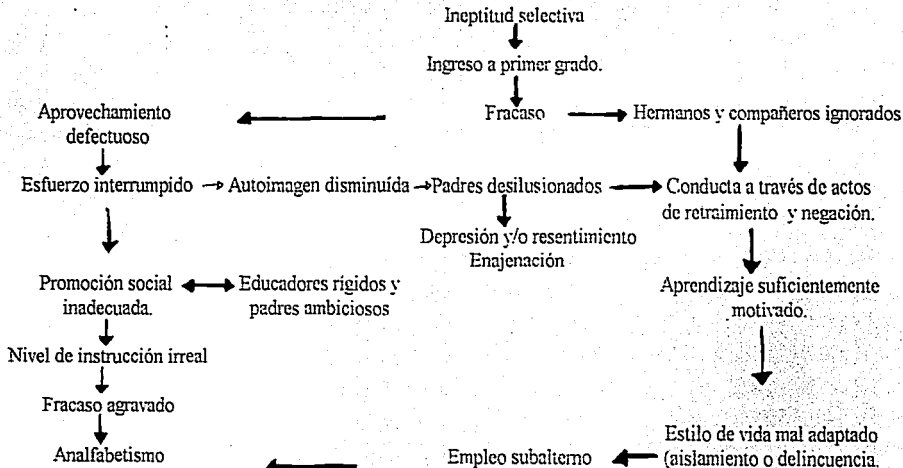 Ineptitud selectiva
Ingreso a primer grado.
Aprovechamiento
defectuoso
Fracaso
Hermanos y compañeros ignorados
Esfuerzo interrumpido
Autoimagen disminuída
Padres desilusionados
Conducta a través de actos
de retraimiento y negación.
Depresión y/o resentimiento
Enajenación
Promoción social
inadecuada.
Educadores rígidos y
padres ambiciosos
Aprendizaje suficientemente
motivado.
Nivel de instrucción irreal
Fracaso agravado
Analfabetismo
Empleo subalterno
Estilo de vida mal adaptado
(aislamiento o delincuencia.